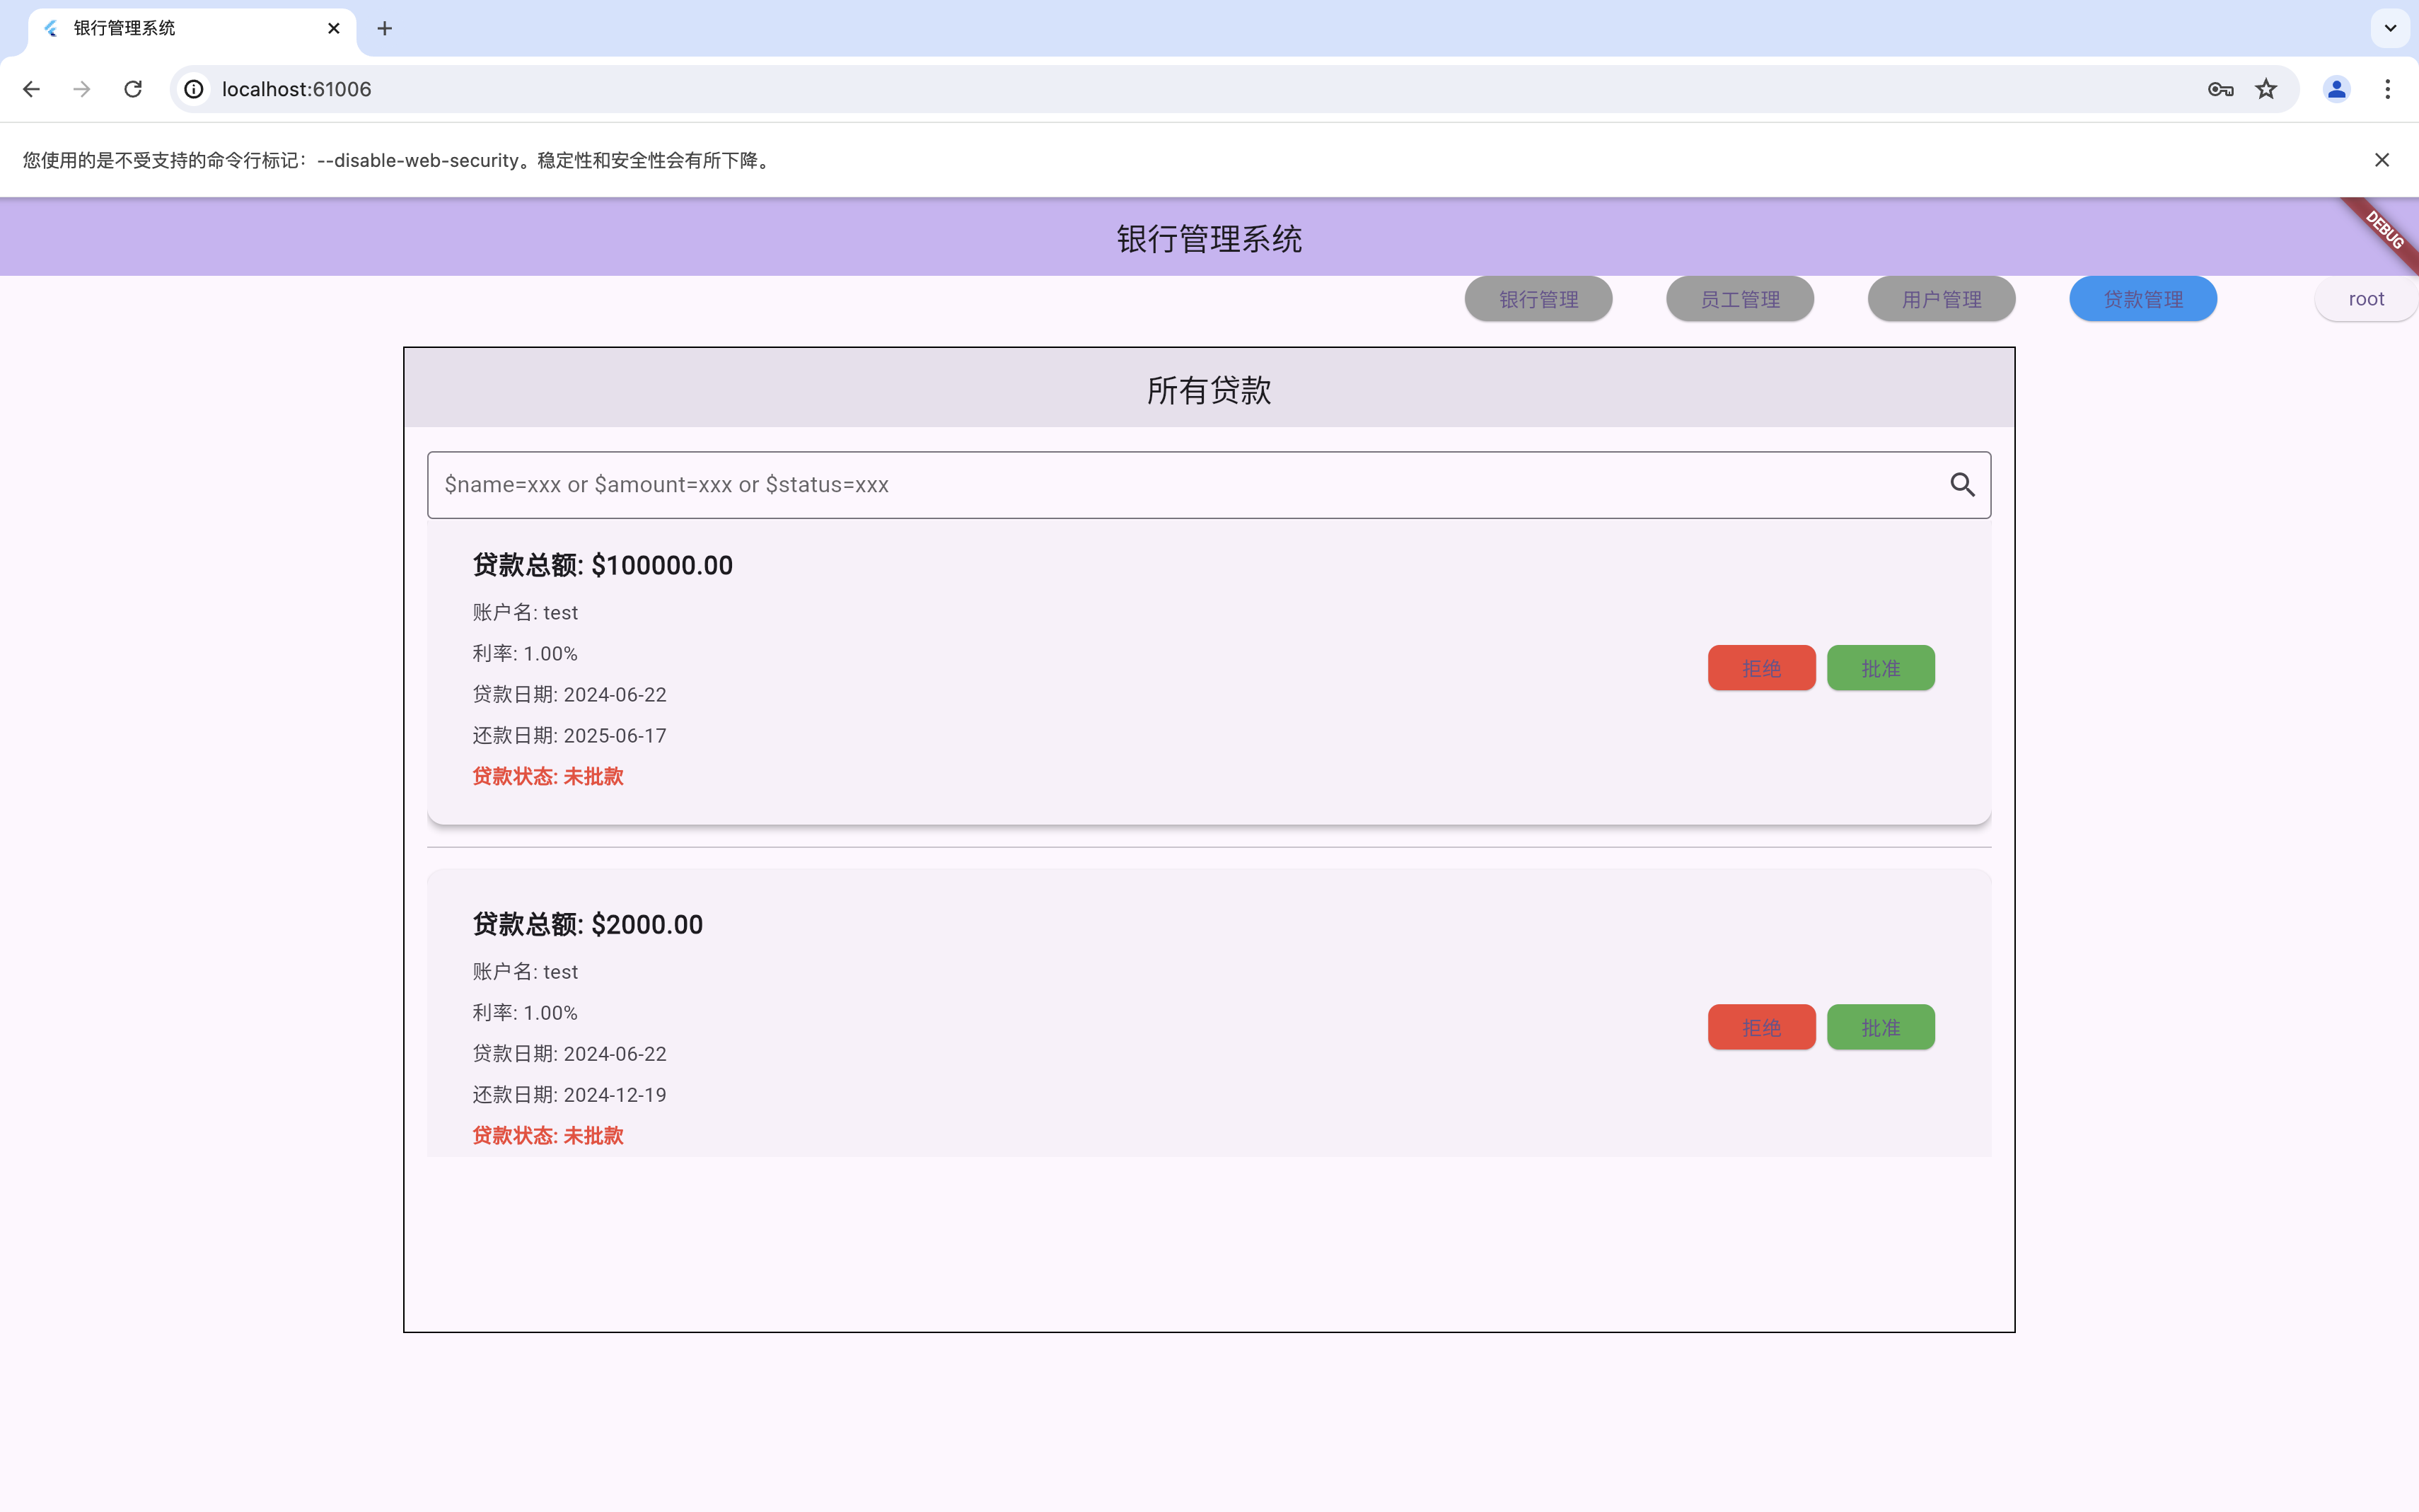 银行管理系统
localhost:61006
您使用的是不受支持的命令行标记：--disable-web-security。稳定性和安全性会有所下降。
银行管理系统
DEBUG
银行管理 员工管理 用户管理 贷款管理 root
所有贷款
$name=xxx or $amount=xxx or $status=xxx
贷款总额: $100000.00
账户名: test
利率: 1.00%
拒绝 批准
贷款日期: 2024-06-22
还款日期: 2025-06-17
贷款状态: 未批款
贷款总额: $2000.00
账户名: test
利率: 1.00%
拒绝 批准
贷款日期: 2024-06-22
还款日期: 2024-12-19
贷款状态: 未批款